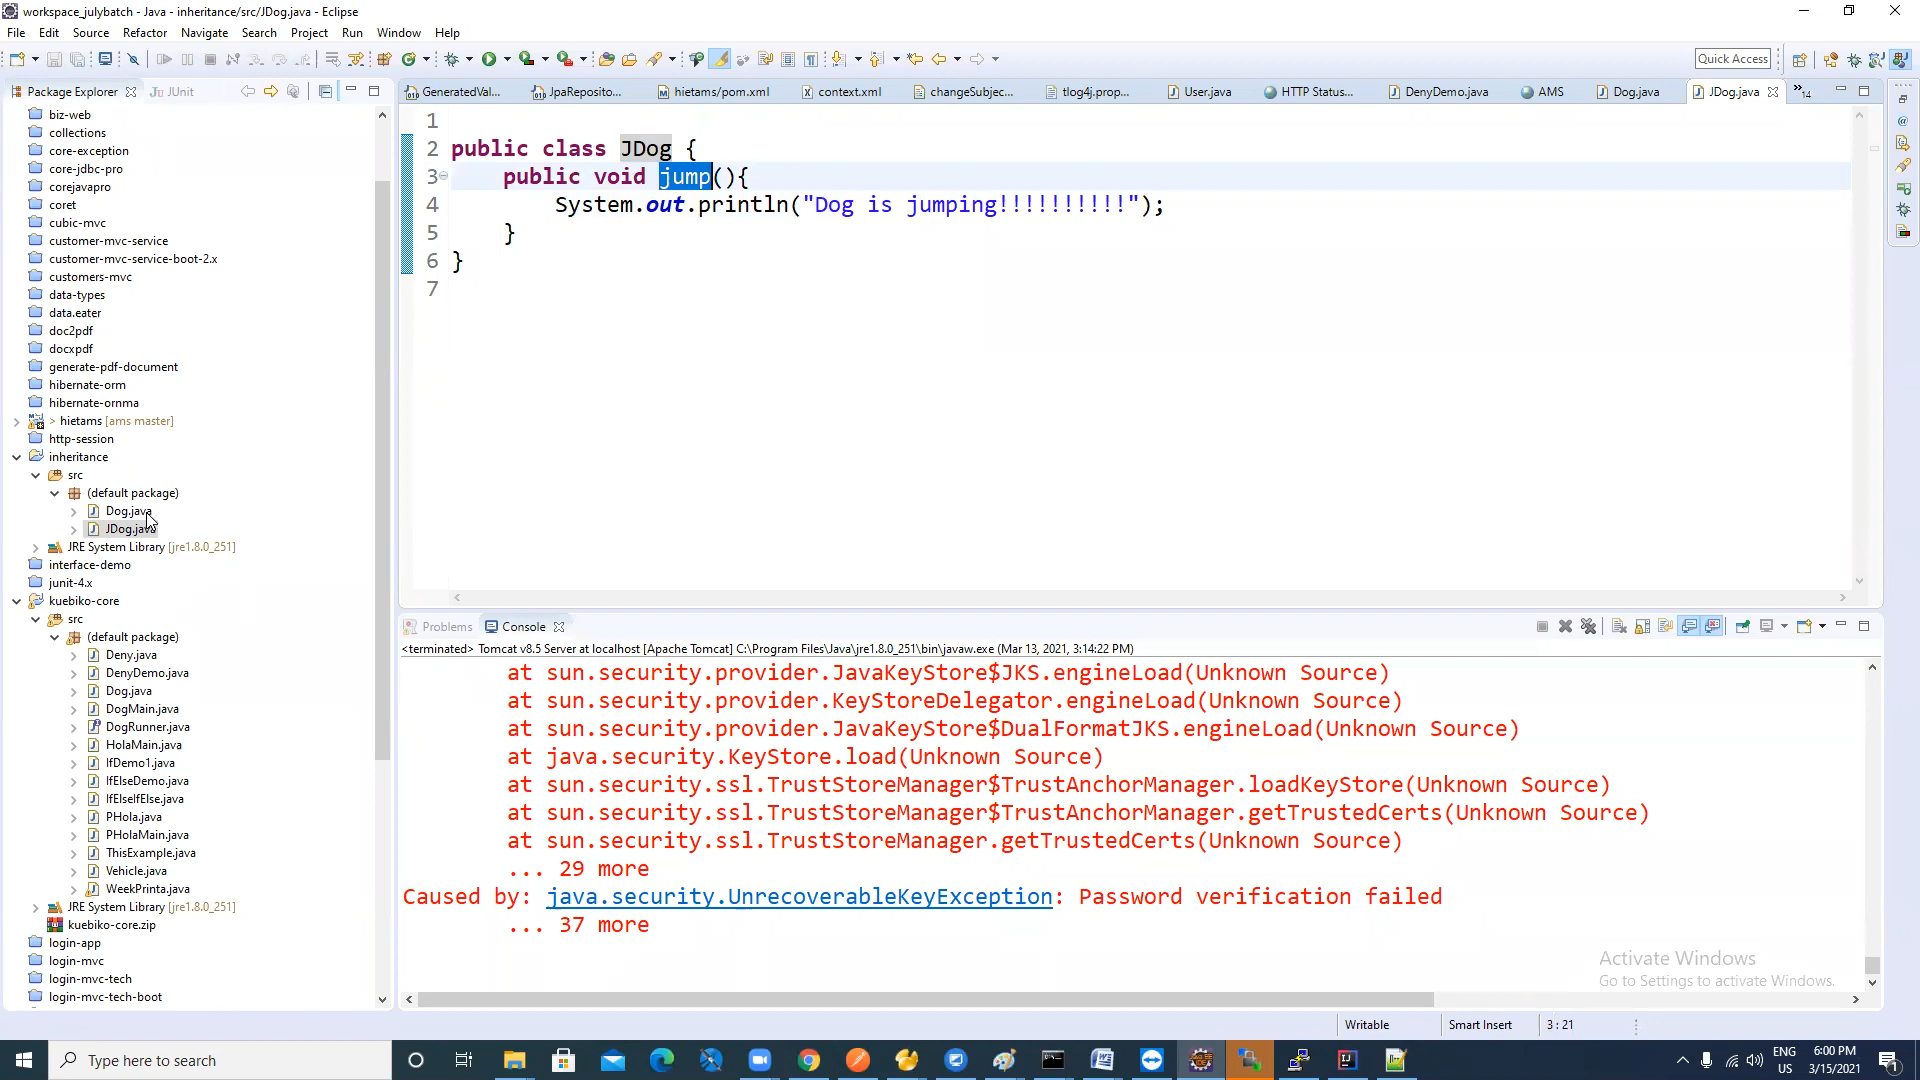 workspace_julybatch - Java - inheritance/src/JDog.java - Eclipse
File Edit Source Refactor Navigate Search Project Run Window Help
Quick Access
Package Explorer
JUnit
GeneratedVal...
JpaReposito...
hietams/pom.xml
context.xml
changeSubjec...
tlog4j.prop...
User.java
HTTP Status...
DenyDemo.java
AMS
Dog.java
JDog.java
»14
biz-web
collections
core-exception
core-jdbc-pro
corejavapro
coret
cubic-mvc
customer-mvc-service
customer-mvc-service-boot-2.x
customers-mvc
data-types
data.eater
doc2pdf
docxpdf
generate-pdf-document
hibernate-orm
hibernate-ornma
> hietams [ams master]
http-session
inheritance
src
(default package)
Dog.java
JDog.java
JRE System Library [jre1.8.0_251]
interface-demo
junit-4.x
kuebiko-core
src
(default package)
Deny.java
DenyDemo.java
Dog.java
DogMain.java
DogRunner.java
HolaMain.java
IfDemo1.java
IfElseDemo.java
IfElseIfElse.java
PHola.java
PHolaMain.java
ThisExample.java
Vehicle.java
WeekPrinta.java
JRE System Library [jre1.8.0_251]
kuebiko-core.zip
login-app
login-mvc
login-mvc-tech
login-mvc-tech-boot
1
2 public class JDog {
3 public void jump(){
4 System.out.println("Dog is jumping!!!!!!!!!!");
5 }
6 }
7
Problems
Console
<terminated> Tomcat v8.5 Server at localhost [Apache Tomcat] C:\Program Files\Java\jre1.8.0_251\bin\javaw.exe (Mar 13, 2021, 3:14:22 PM)
at sun.security.provider.JavaKeyStore$JKS.engineLoad(Unknown Source)
at sun.security.provider.KeyStoreDelegator.engineLoad(Unknown Source)
at sun.security.provider.JavaKeyStore$DualFormatJKS.engineLoad(Unknown Source)
at java.security.KeyStore.load(Unknown Source)
at sun.security.ssl.TrustStoreManager$TrustAnchorManager.loadKeyStore(Unknown Source)
at sun.security.ssl.TrustStoreManager$TrustAnchorManager.getTrustedCerts(Unknown Source)
at sun.security.ssl.TrustStoreManager.getTrustedCerts(Unknown Source)
... 29 more
Caused by: java.security.UnrecoverableKeyException: Password verification failed
... 37 more
Activate Windows
Go to Settings to activate Windows.
Writable
Smart Insert
3 : 21
Type here to search
ENG
US
6:00 PM
3/15/2021
1